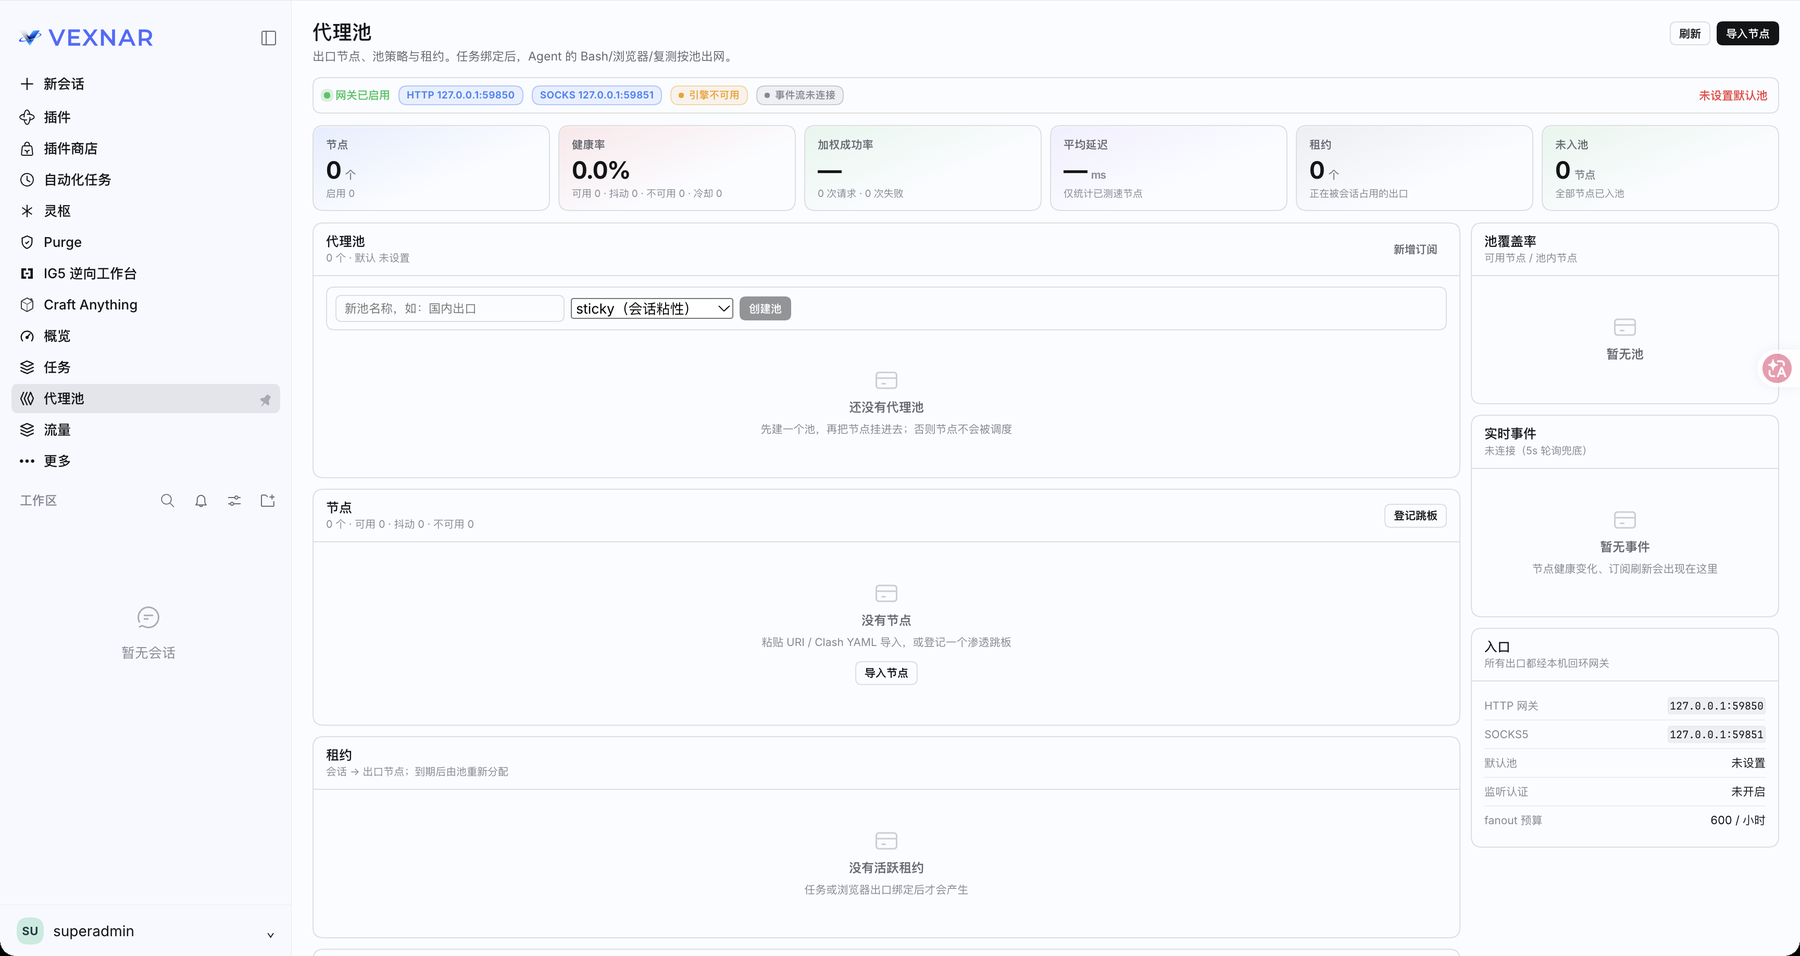 VEXNAR
新会话
插件
插件商店
自动化任务
灵枢
Purge
IG5 逆向工作台
Craft Anything
概览
任务
代理池
流量
更多
工作区
暂无会话
SU superadmin
代理池
出口节点、池策略与租约。任务绑定后，Agent 的 Bash/浏览器/复测按池出网。
刷新
导入节点
网关已启用 HTTP 127.0.0.1:59850 SOCKS 127.0.0.1:59851 引擎不可用 事件流未连接 未设置默认池
节点
0 个
启用 0
健康率
0.0%
可用 0 · 抖动 0 · 不可用 0 · 冷却 0
加权成功率
—
0 次请求 · 0 次失败
平均延迟
— ms
仅统计已测速节点
租约
0 个
正在被会话占用的出口
未入池
0 节点
全部节点已入池
代理池
0 个 · 默认 未设置
新增订阅
新池名称，如：国内出口 sticky（会话粘性） 创建池
还没有代理池
先建一个池，再把节点挂进去；否则节点不会被调度
节点
0 个 · 可用 0 · 抖动 0 · 不可用 0
登记跳板
没有节点
粘贴 URI / Clash YAML 导入，或登记一个渗透跳板
导入节点
租约
会话 → 出口节点；到期后由池重新分配
没有活跃租约
任务或浏览器出口绑定后才会产生
池覆盖率
可用节点 / 池内节点
暂无池
实时事件
未连接（5s 轮询兜底）
暂无事件
节点健康变化、订阅刷新会出现在这里
入口
所有出口都经本机回环网关
HTTP 网关 127.0.0.1:59850
SOCKS5 127.0.0.1:59851
默认池 未设置
监听认证 未开启
fanout 预算 600 / 小时